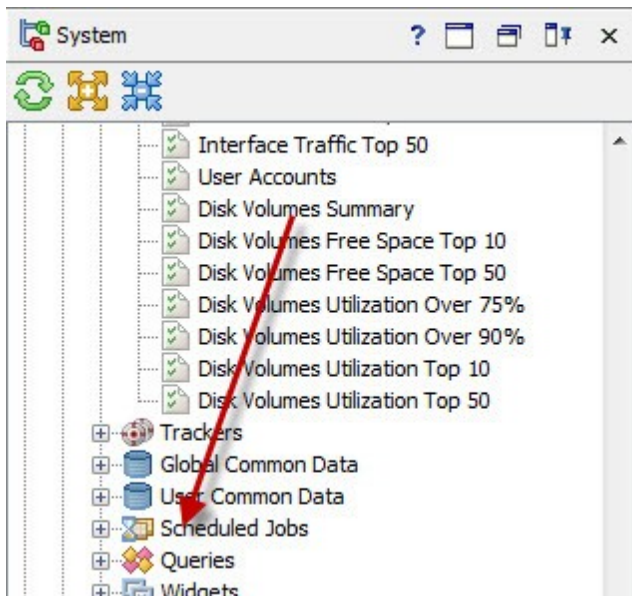 System
Interface Traffic Top 50
User Accounts
Disk Volumes Summary
Disk Volumes Free Space Top 10
Disk Volumes Free Space Top 50
Disk Volumes Utilization Over 75%
Disk Volumes Utilization Over 90%
Disk Volumes Utilization Top 10
Disk Volumes Utilization Top 50
Trackers
Global Common Data
User Common Data
Scheduled Jobs
Queries
Widgets